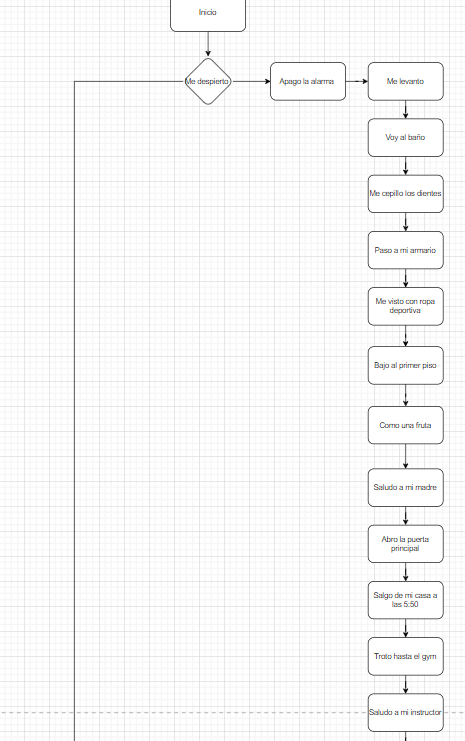 Inicio
Me despierto
Apago la alarma
Me levanto
Voy al baño
Me cepillo los dientes
Paso a mi armario
Me visto con ropa
deportiva
Bajo al primer piso
Como una fruta
Saludo a mi madre
Abro la puerta
principal
Salgo de mi casa a
las 5:50
Troto hasta el gym
Saludo a mi instructor